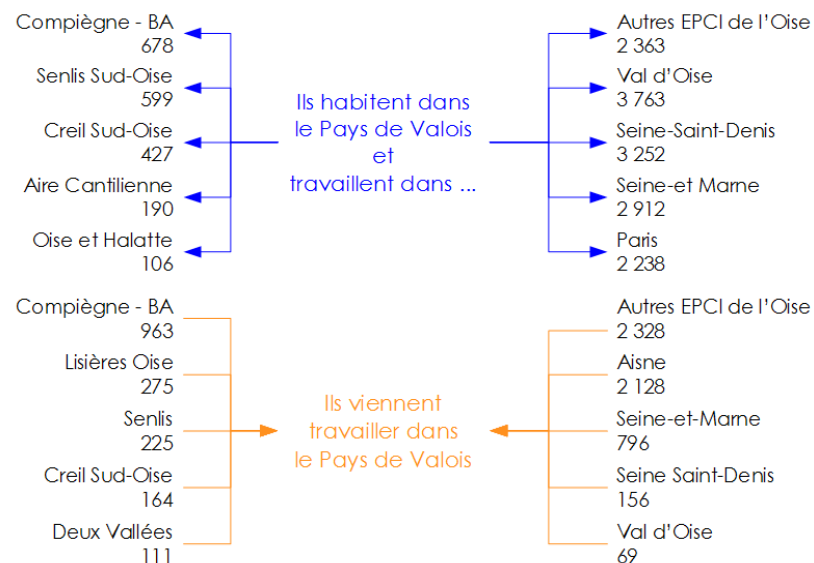 Compiègne - BA
678
Senlis Sud-Oise
599
Creil Sud-Oise
427
Aire Cantilienne
190
Oise et Halatte
106
Ils habitent dans
le Pays de Valois
et
travaillent dans ...
Autres EPCI de l'Oise
2 363
Val d'Oise
3 763
Seine-Saint-Denis
3 252
Seine-et Marne
2 912
Paris
2 238
Compiègne - BA
963
Lisières Oise
275
Senlis
225
Creil Sud-Oise
164
Deux Vallées
111
Ils viennent
travailler dans
le Pays de Valois
Autres EPCI de l'Oise
2 328
Aisne
2 128
Seine-et-Marne
796
Seine Saint-Denis
156
Val d'Oise
69